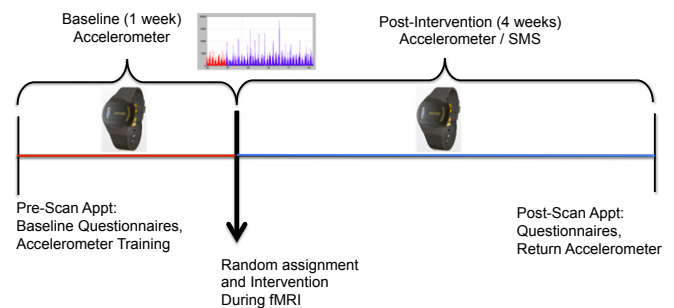 Baseline (1 week)
Accelerometer
Post-Intervention (4 weeks)
Accelerometer / SMS
Pre-Scan Appt:
Baseline Questionnaires,
Accelerometer Training
Random assignment
and Intervention
During fMRI
Post-Scan Appt:
Questionnaires,
Return Accelerometer